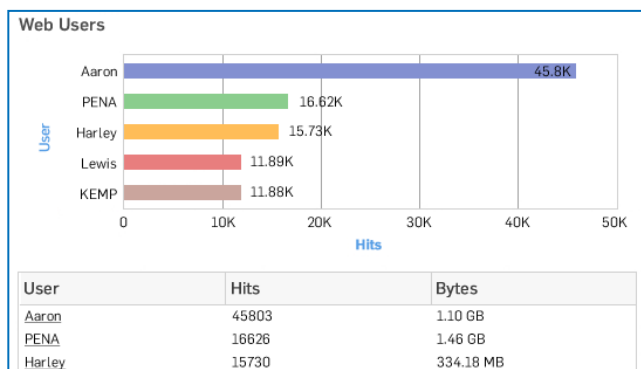 Web Users
User
Aaron 45.8K
PENA 16.62K
Harley 15.73K
Lewis 11.89K
KEMP 11.88K
0 10K 20K 30K 40K 50K
Hits
User Hits Bytes
Aaron 45803 1.10 GB
PENA 16626 1.46 GB
Harley 15730 334.18 MB